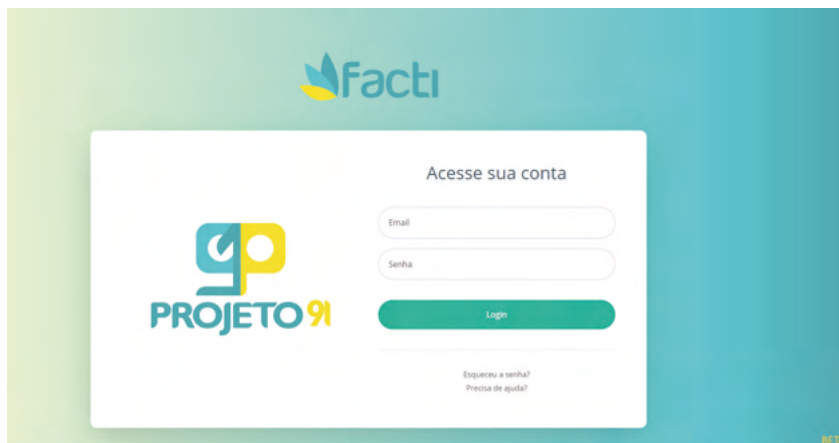 Facti
Acesse sua conta
Email
Senha
PROJETO 91
Login
Esqueceu a senha?
Precisa de ajuda?